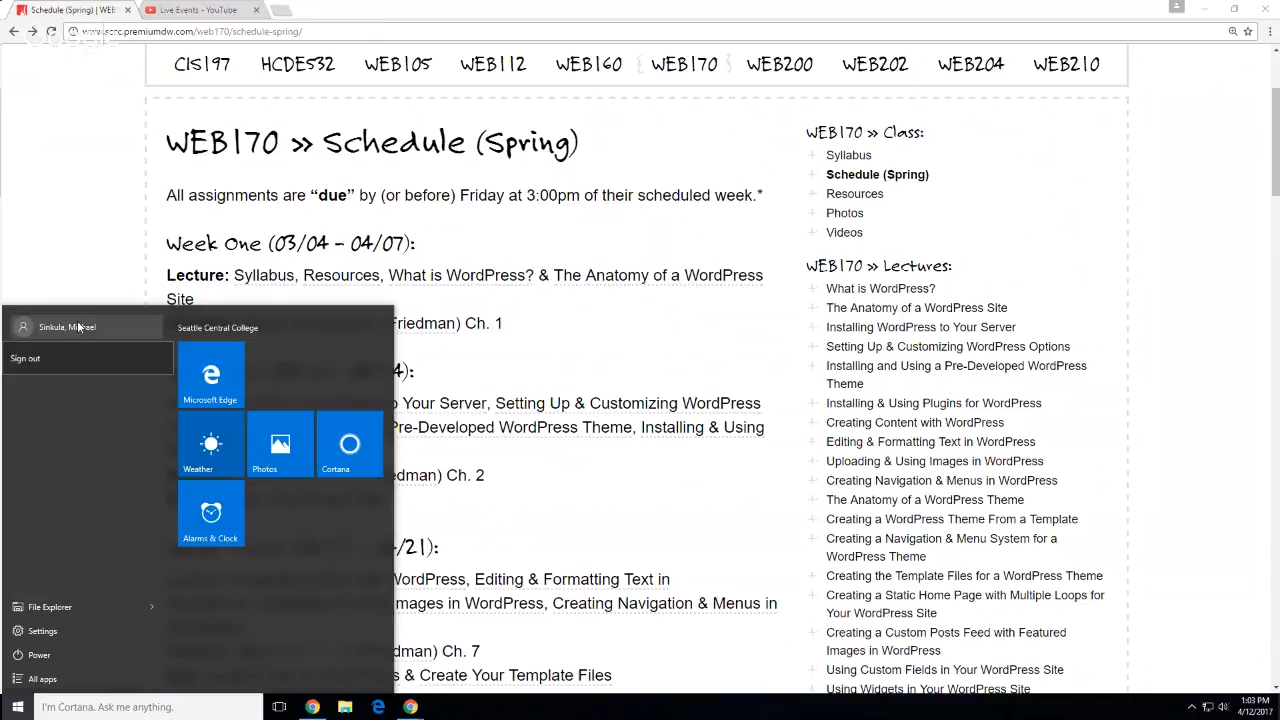 Schedule (Spring) | WEB
Live Events - YouTube
premiumdw.com/web170/schedule-spring/
Google
CIS197 HCDE532 WEB105 WEB112 WEB160 { WEB170 } WEB200 WEB202 WEB204 WEB210
WEB170 » Schedule (Spring)
All assignments are “due” by (or before) Friday at 3:00pm of their scheduled week.*
Week One (03/04 - 04/07):
Lecture: Syllabus, Resources, What is WordPress? & The Anatomy of a WordPress
Site
Friedman) Ch. 1
4):
o Your Server, Setting Up & Customizing WordPress
Pre-Developed WordPress Theme, Installing & Using
edman) Ch. 2
/21):
WordPress, Editing & Formatting Text in
mages in WordPress, Creating Navigation & Menus in
edman) Ch. 7
& Create Your Template Files
WEB170 » Class:
Syllabus
Schedule (Spring)
Resources
Photos
Videos
WEB170 » Lectures:
What is WordPress?
The Anatomy of a WordPress Site
Installing WordPress to Your Server
Setting Up & Customizing WordPress Options
Installing and Using a Pre-Developed WordPress
Theme
Installing & Using Plugins for WordPress
Creating Content with WordPress
Editing & Formatting Text in WordPress
Uploading & Using Images in WordPress
Creating Navigation & Menus in WordPress
The Anatomy of a WordPress Theme
Creating a WordPress Theme From a Template
Creating a Navigation & Menu System for a
WordPress Theme
Creating the Template Files for a WordPress Theme
Creating a Static Home Page with Multiple Loops for
Your WordPress Site
Creating a Custom Posts Feed with Featured
Images in WordPress
Using Custom Fields in Your WordPress Site
Using Widgets in Your WordPress Site
Sinkula, Michael
Sign out
Seattle Central College
Microsoft Edge
Weather
Photos
Cortana
Alarms & Clock
File Explorer
Settings
Power
All apps
I'm Cortana. Ask me anything.
1:03 PM
4/12/2017